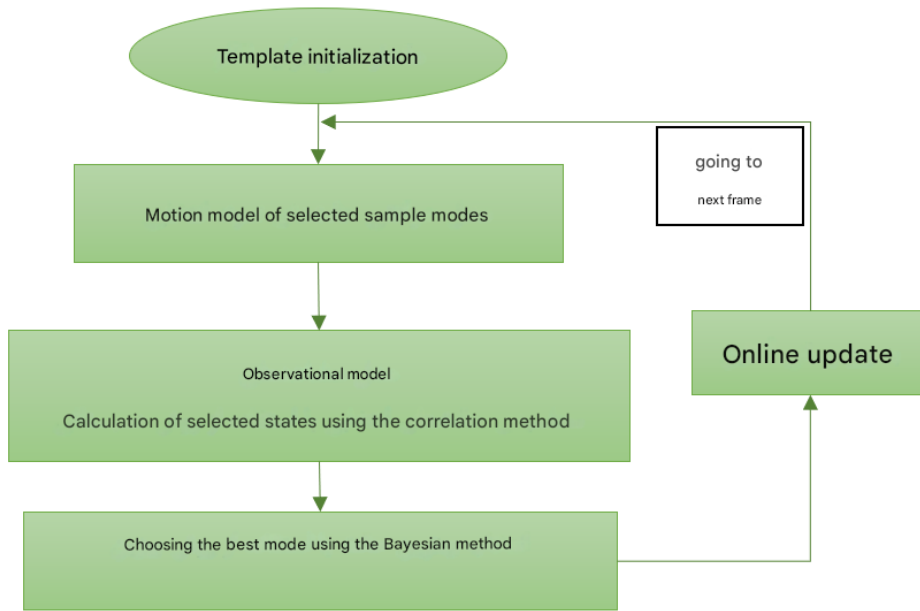 Template initialization
going to
next frame
Motion model of selected sample modes
Online update
Observational model
Calculation of selected states using the correlation method
Choosing the best mode using the Bayesian method